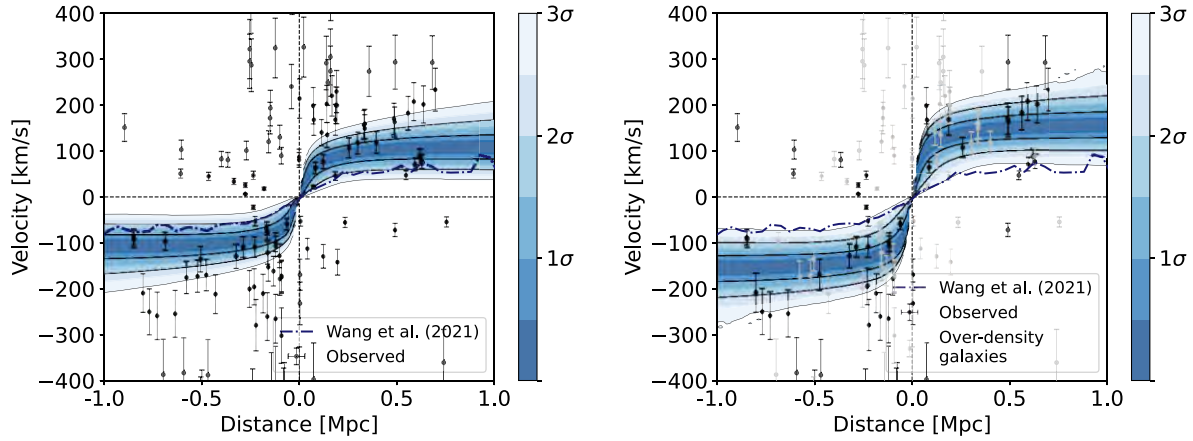 400
300
200
100
0
−100
−200
−300
−400
Velocity [km/s]
-1.0
-0.5
0.0
0.5
1.0
Distance [Mpc]
Wang et al. (2021)
Observed
3σ
2σ
1σ
400
300
200
100
0
−100
−200
−300
−400
Velocity [km/s]
-1.0
-0.5
0.0
0.5
1.0
Distance [Mpc]
Wang et al. (2021)
Observed
Over-density
galaxies
3σ
2σ
1σ